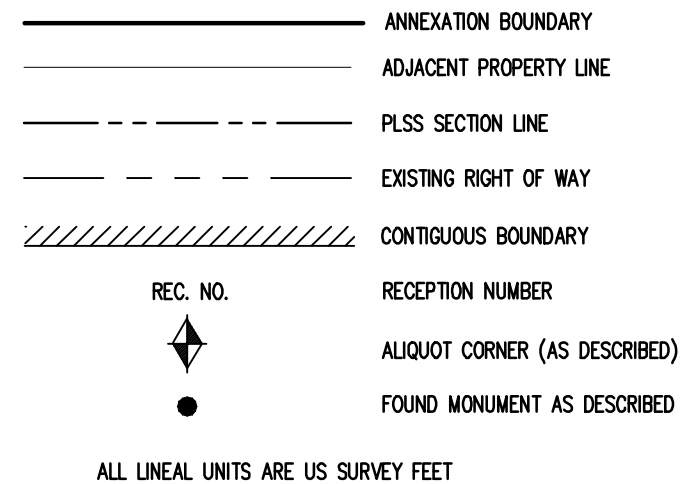 ANNEXATION BOUNDARY
ADJACENT PROPERTY LINE
PLSS SECTION LINE
EXISTING RIGHT OF WAY
CONTIGUOUS BOUNDARY
REC. NO. RECEPTION NUMBER
ALIQUOT CORNER (AS DESCRIBED)
FOUND MONUMENT AS DESCRIBED
ALL LINEAL UNITS ARE US SURVEY FEET